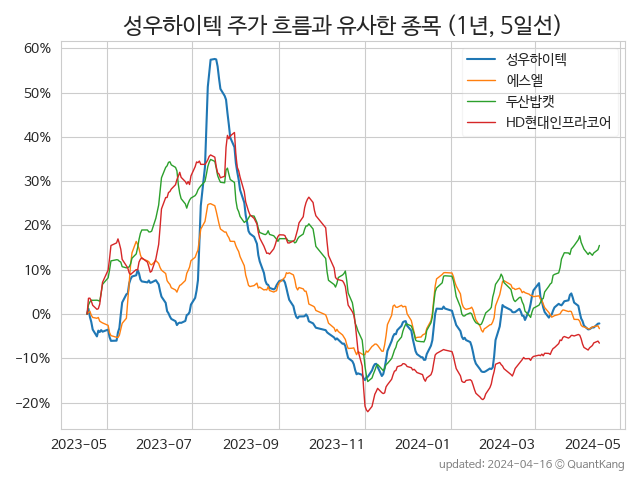 성우하이텍 주가 흐름과 유사한 종목 (1년, 5일선)
60%
50%
40%
30%
20%
10%
0%
−10%
−20%
성우하이텍
에스엘
두산밥캣
HD현대인프라코어
2023-05
2023-07
2023-09
2023-11
2024-01
2024-03
2024-05
updated: 2024-04-16 © QuantKang